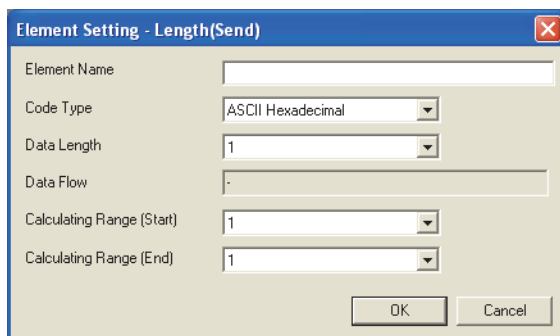 Element Setting - Length(Send)
Element Name
Code Type ASCII Hexadecimal
Data Length 1
Data Flow -
Calculating Range (Start) 1
Calculating Range (End) 1
OK Cancel